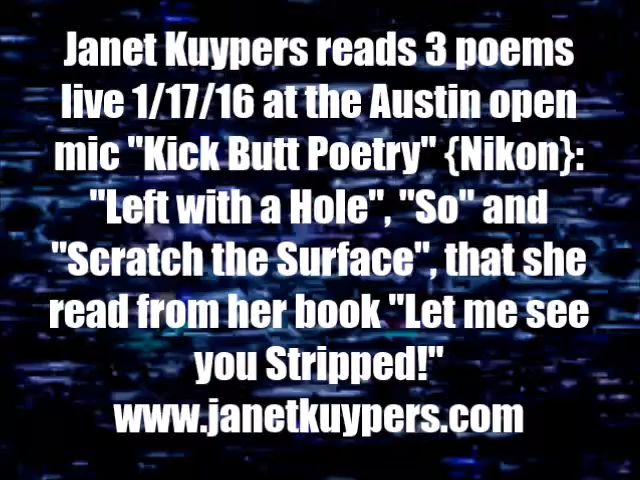 Janet Kuypers reads 3 poems
live 1/17/16 at the Austin open
mic "Kick Butt Poetry" {Nikon}:
"Left with a Hole", "So" and
"Scratch the Surface", that she
read from her book "Let me see
you Stripped!"
www.janetkuypers.com